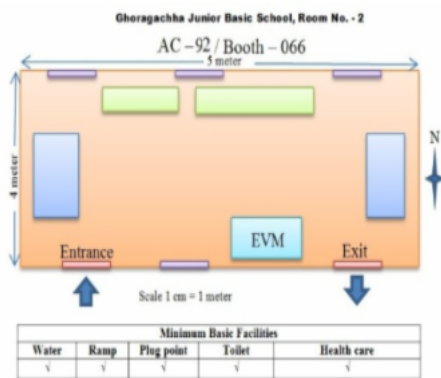 Ghoragachha Junior Basic School, Room No. - 2
AC –92 / Booth – 066
5 meter
4 meter
N
EVM
Entrance
Exit
Scale 1 cm = 1 meter
Minimum Basic Facilities
Water Ramp Plug point Toilet Health care
√ √ √ √ √